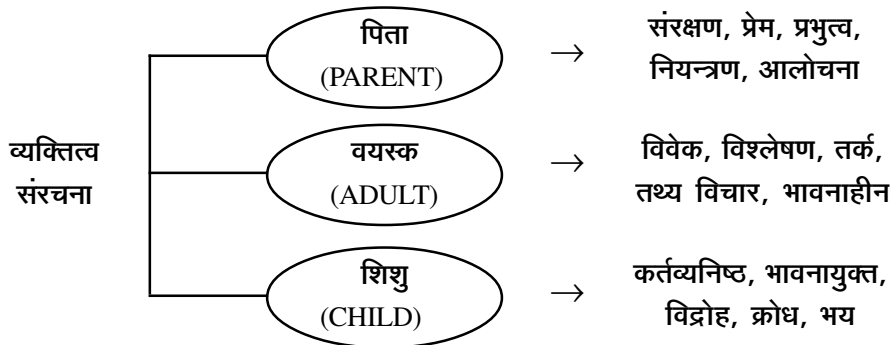 व्यक्तित्व
संरचना
पिता
(PARENT)
→
संरक्षण, प्रेम, प्रभुत्व,
नियन्त्रण, आलोचना
वयस्क
(ADULT)
→
विवेक, विश्लेषण, तर्क,
तथ्य विचार, भावनाहीन
शिशु
(CHILD)
→
कर्तव्यनिष्ठ, भावनायुक्त,
विद्रोह, क्रोध, भय